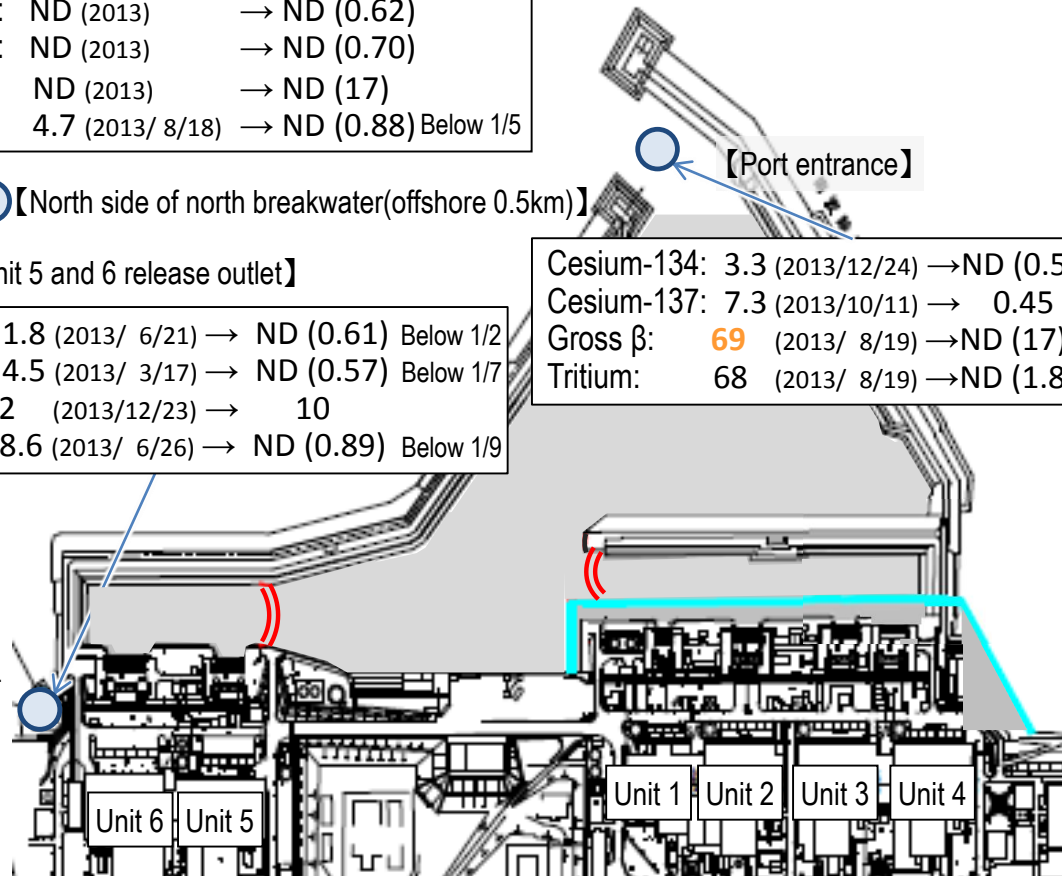 : ND (2013) → ND (0.62)
: ND (2013) → ND (0.70)
ND (2013) → ND (17)
4.7 (2013/ 8/18) → ND (0.88) Below 1/5
【Port entrance】
【North side of north breakwater(offshore 0.5km)】
nit 5 and 6 release outlet】
Cesium-134: 3.3 (2013/12/24) →ND (0.5
Cesium-137: 7.3 (2013/10/11) → 0.45
Gross β: 69 (2013/ 8/19) →ND (17)
Tritium: 68 (2013/ 8/19) →ND (1.8
1.8 (2013/ 6/21) → ND (0.61) Below 1/2
4.5 (2013/ 3/17) → ND (0.57) Below 1/7
2 (2013/12/23) → 10
8.6 (2013/ 6/26) → ND (0.89) Below 1/9
Unit 6 Unit 5 Unit 1 Unit 2 Unit 3 Unit 4